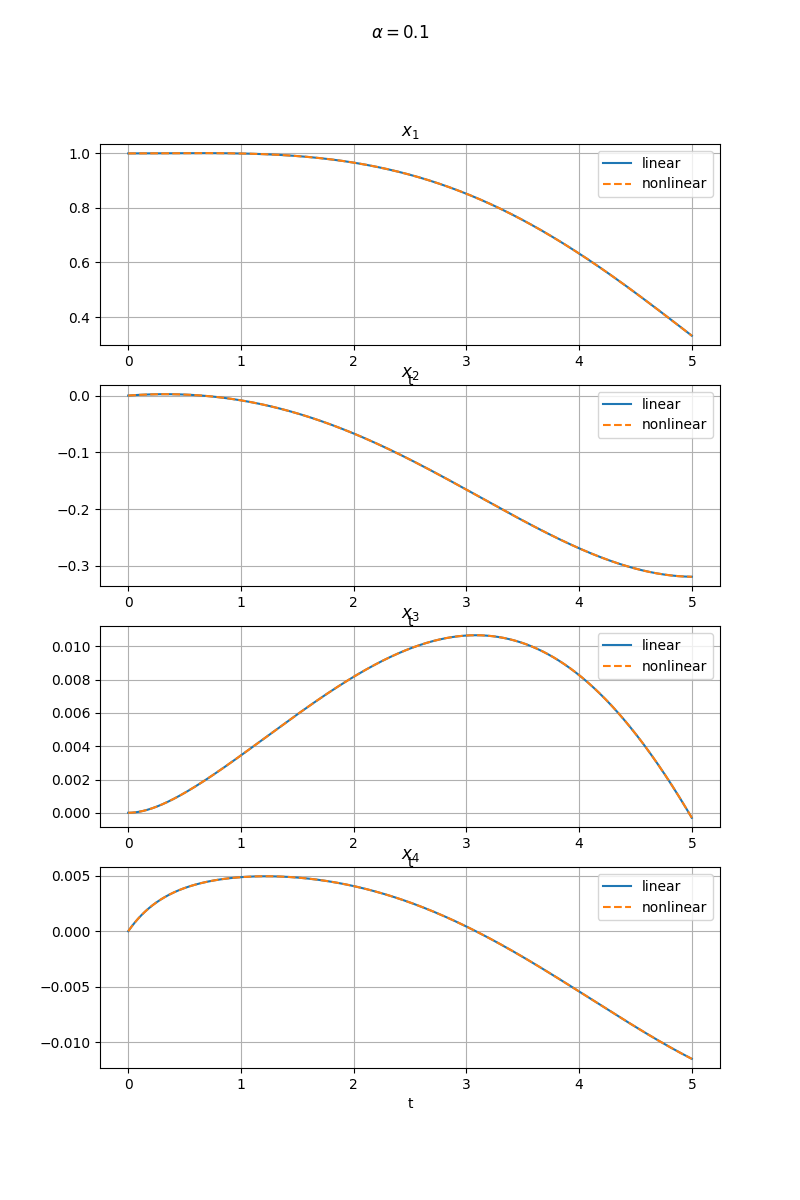 α = 0.1
x₁
1.0
0.8
0.6
0.4
linear
nonlinear
0 1 2 3 4 5
t
x₂
0.0
−0.1
−0.2
−0.3
linear
nonlinear
0 1 2 3 4 5
t
x₃
0.010
0.008
0.006
0.004
0.002
0.000
linear
nonlinear
0 1 2 3 4 5
t
x₄
0.005
0.000
−0.005
−0.010
linear
nonlinear
0 1 2 3 4 5
t